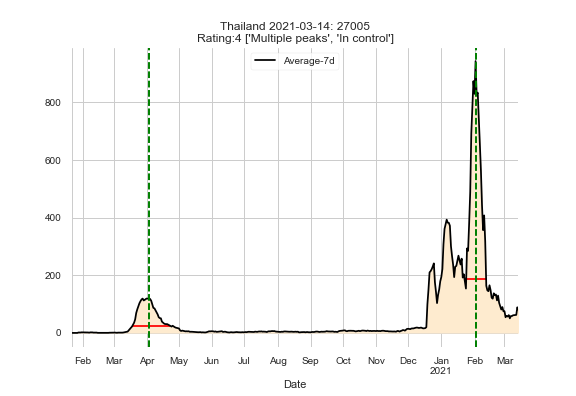 Thailand 2021-03-14: 27005
Rating:4 ['Multiple peaks', 'In control']
Average-7d
800
600
400
200
0
Feb Mar Apr May Jun Jul Aug Sep Oct Nov Dec Jan Feb Mar
2021
Date